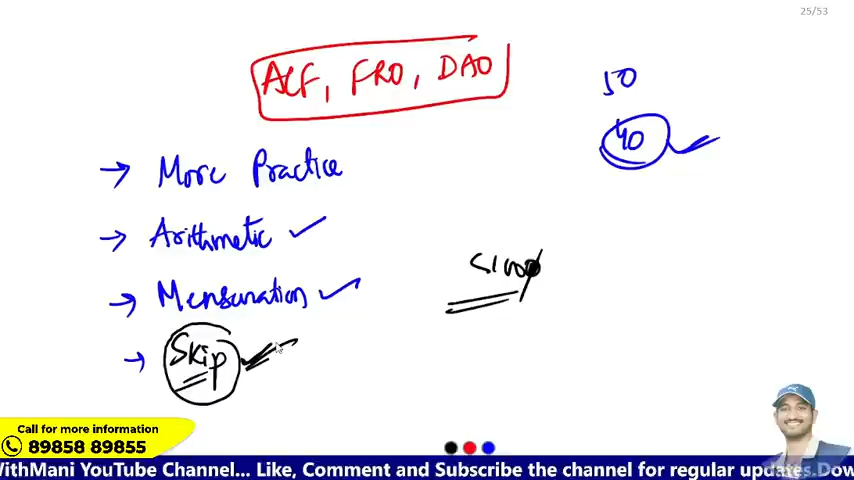 25/53
ACF, FRO, DAO
50
40
→ More Practice
→ Arithmetic ✓
→ Mensuration ✓
→ Skip ✓
Call for more information
89858 89855
WithMani YouTube Channel... Like, Comment and Subscribe the channel for regular updates.Dow